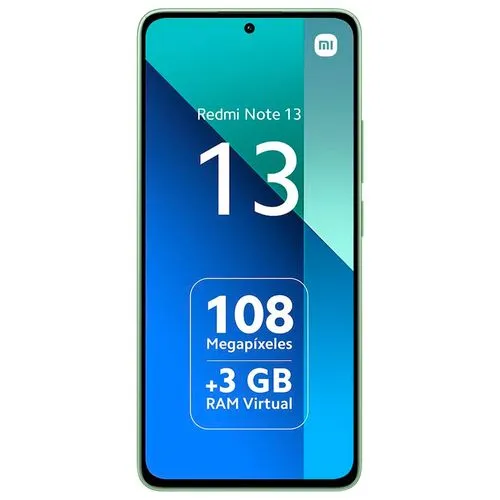 mi
Redmi Note 13
13
108
Megapíxeles
+3 GB
RAM Virtual